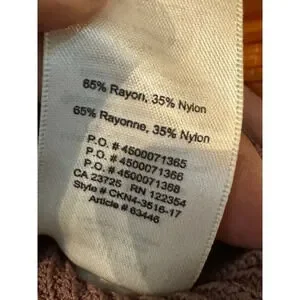 65% Rayon, 35% Nylon
65% Rayonne, 35% Nylon
P.O. # 4500071365
P.O. # 4500071366
P.O. # 4500071368
CA 23725 RN 122354
Style # CKN4-3516-17
Article # 63446